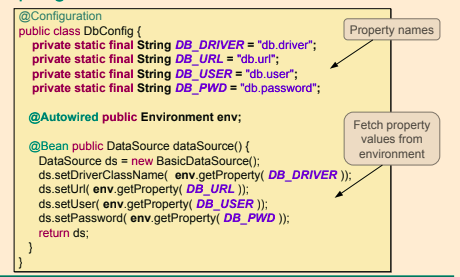 @Configuration
public class DbConfig {
private static final String DB_DRIVER = "db.driver";
private static final String DB_URL = "db.url";
private static final String DB_USER = "db.user";
private static final String DB_PWD = "db.password";
@Autowired public Environment env;
@Bean public DataSource dataSource() {
DataSource ds = new BasicDataSource();
ds.setDriverClassName( env.getProperty( DB_DRIVER ));
ds.setUrl( env.getProperty( DB_URL ));
ds.setUser( env.getProperty( DB_USER ));
ds.setPassword( env.getProperty( DB_PWD ));
return ds;
}
}
Property names
Fetch property
values from
environment